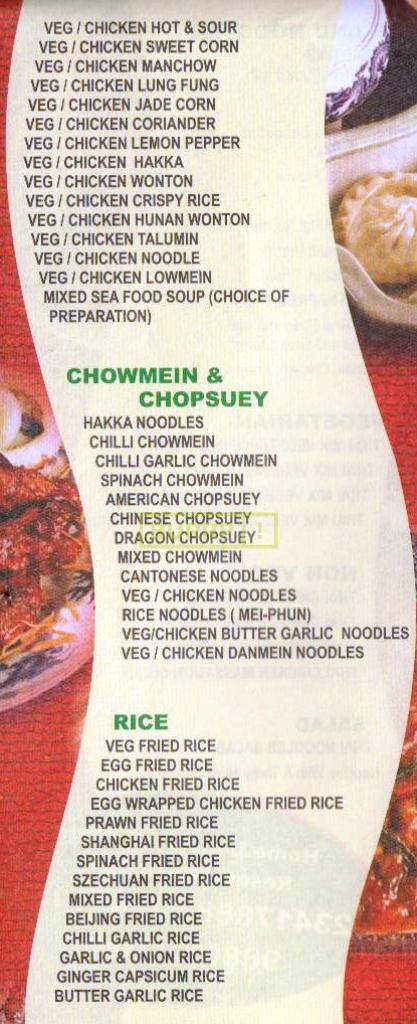 VEG / CHICKEN HOT & SOUR
VEG / CHICKEN SWEET CORN
VEG / CHICKEN MANCHOW
VEG / CHICKEN LUNG FUNG
VEG / CHICKEN JADE CORN
VEG / CHICKEN CORIANDER
VEG / CHICKEN LEMON PEPPER
VEG / CHICKEN HAKKA
VEG / CHICKEN WONTON
VEG / CHICKEN CRISPY RICE
VEG / CHICKEN HUNAN WONTON
VEG / CHICKEN TALUMIN
VEG / CHICKEN NOODLE
VEG / CHICKEN LOWMEIN
MIXED SEA FOOD SOUP (CHOICE OF
PREPARATION)
CHOWMEIN &
CHOPSUEY
HAKKA NOODLES
CHILLI CHOWMEIN
CHILLI GARLIC CHOWMEIN
SPINACH CHOWMEIN
AMERICAN CHOPSUEY
CHINESE CHOPSUEY
DRAGON CHOPSUEY
MIXED CHOWMEIN
CANTONESE NOODLES
VEG / CHICKEN NOODLES
RICE NOODLES ( MEI-PHUN)
VEG/CHICKEN BUTTER GARLIC NOODLES
VEG / CHICKEN DANMEIN NOODLES
RICE
VEG FRIED RICE
EGG FRIED RICE
CHICKEN FRIED RICE
EGG WRAPPED CHICKEN FRIED RICE
PRAWN FRIED RICE
SHANGHAI FRIED RICE
SPINACH FRIED RICE
SZECHUAN FRIED RICE
MIXED FRIED RICE
BEIJING FRIED RICE
CHILLI GARLIC RICE
GARLIC & ONION RICE
GINGER CAPSICUM RICE
BUTTER GARLIC RICE